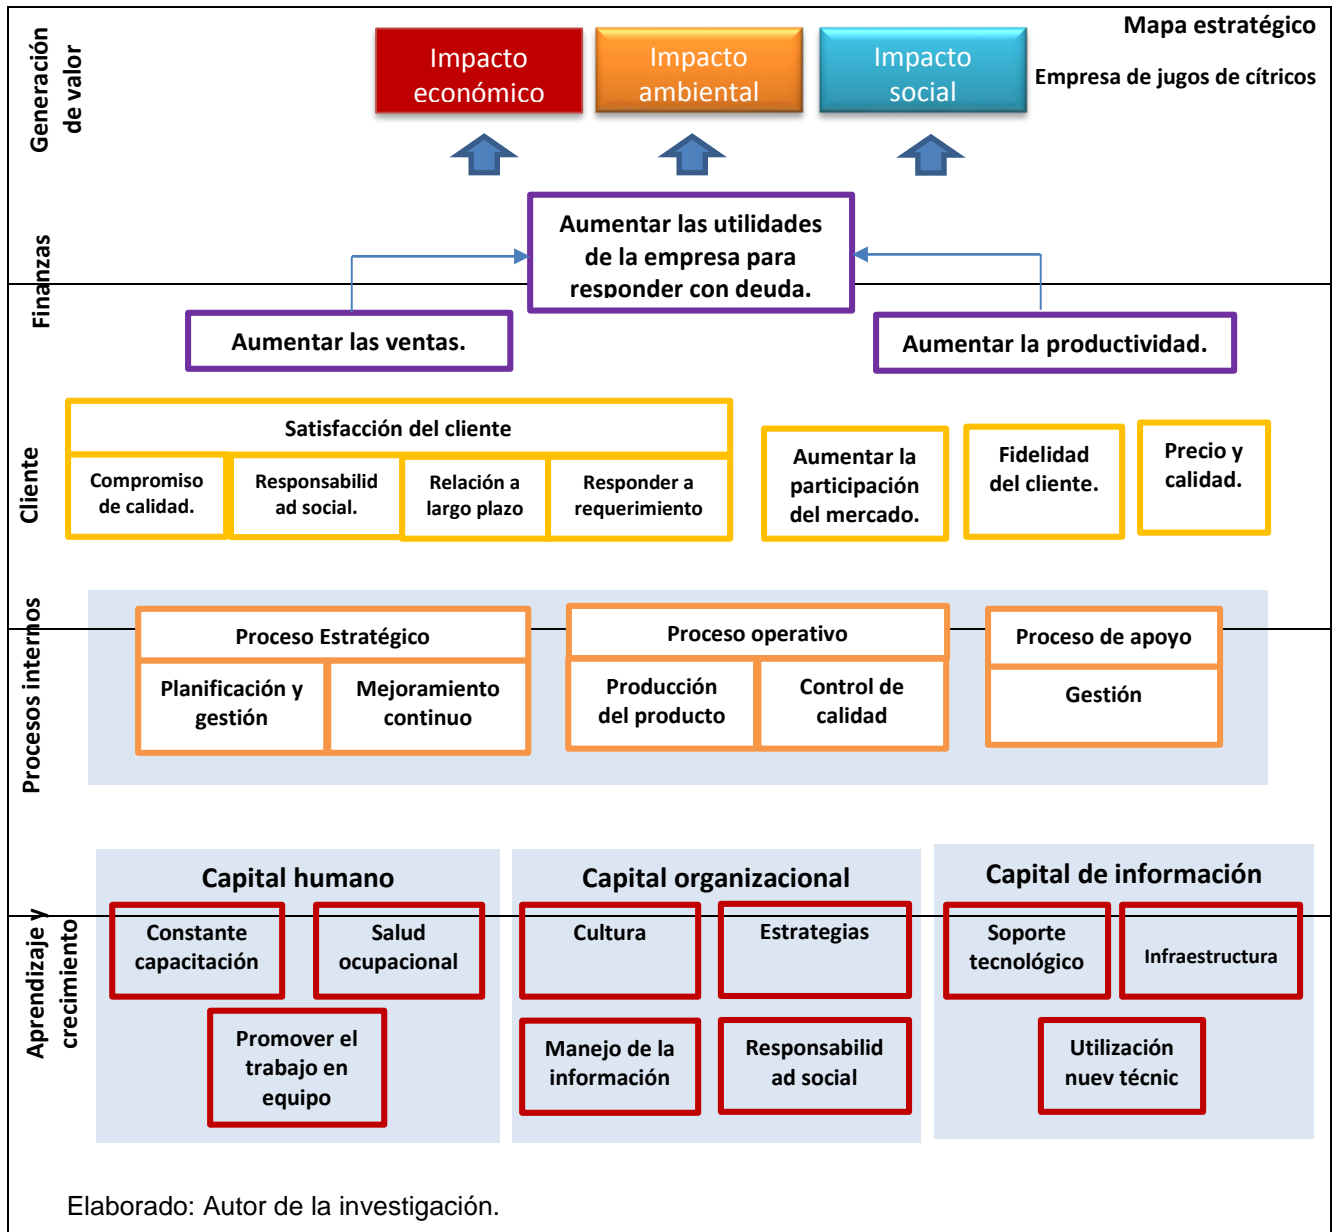 Mapa estratégico
Empresa de jugos de cítricos
Generación
de valor
Impacto
económico
Impacto
ambiental
Impacto
social
Finanzas
Aumentar las utilidades
de la empresa para
responder con deuda.
Aumentar las ventas.
Aumentar la productividad.
Cliente
Satisfacción del cliente
Compromiso
de calidad.
Responsabilid
ad social.
Relación a
largo plazo
Responder a
requerimiento
Aumentar la
participación
del mercado.
Fidelidad
del cliente.
Precio y
calidad.
Procesos internos
Proceso Estratégico
Planificación y
gestión
Mejoramiento
continuo
Proceso operativo
Producción
del producto
Control de
calidad
Proceso de apoyo
Gestión
Aprendizaje y
crecimiento
Capital humano
Constante
capacitación
Salud
ocupacional
Promover el
trabajo en
equipo
Capital organizacional
Cultura
Estrategias
Manejo de la
información
Responsabilid
ad social
Capital de información
Soporte
tecnológico
Infraestructura
Utilización
nuev técnic
Elaborado: Autor de la investigación.